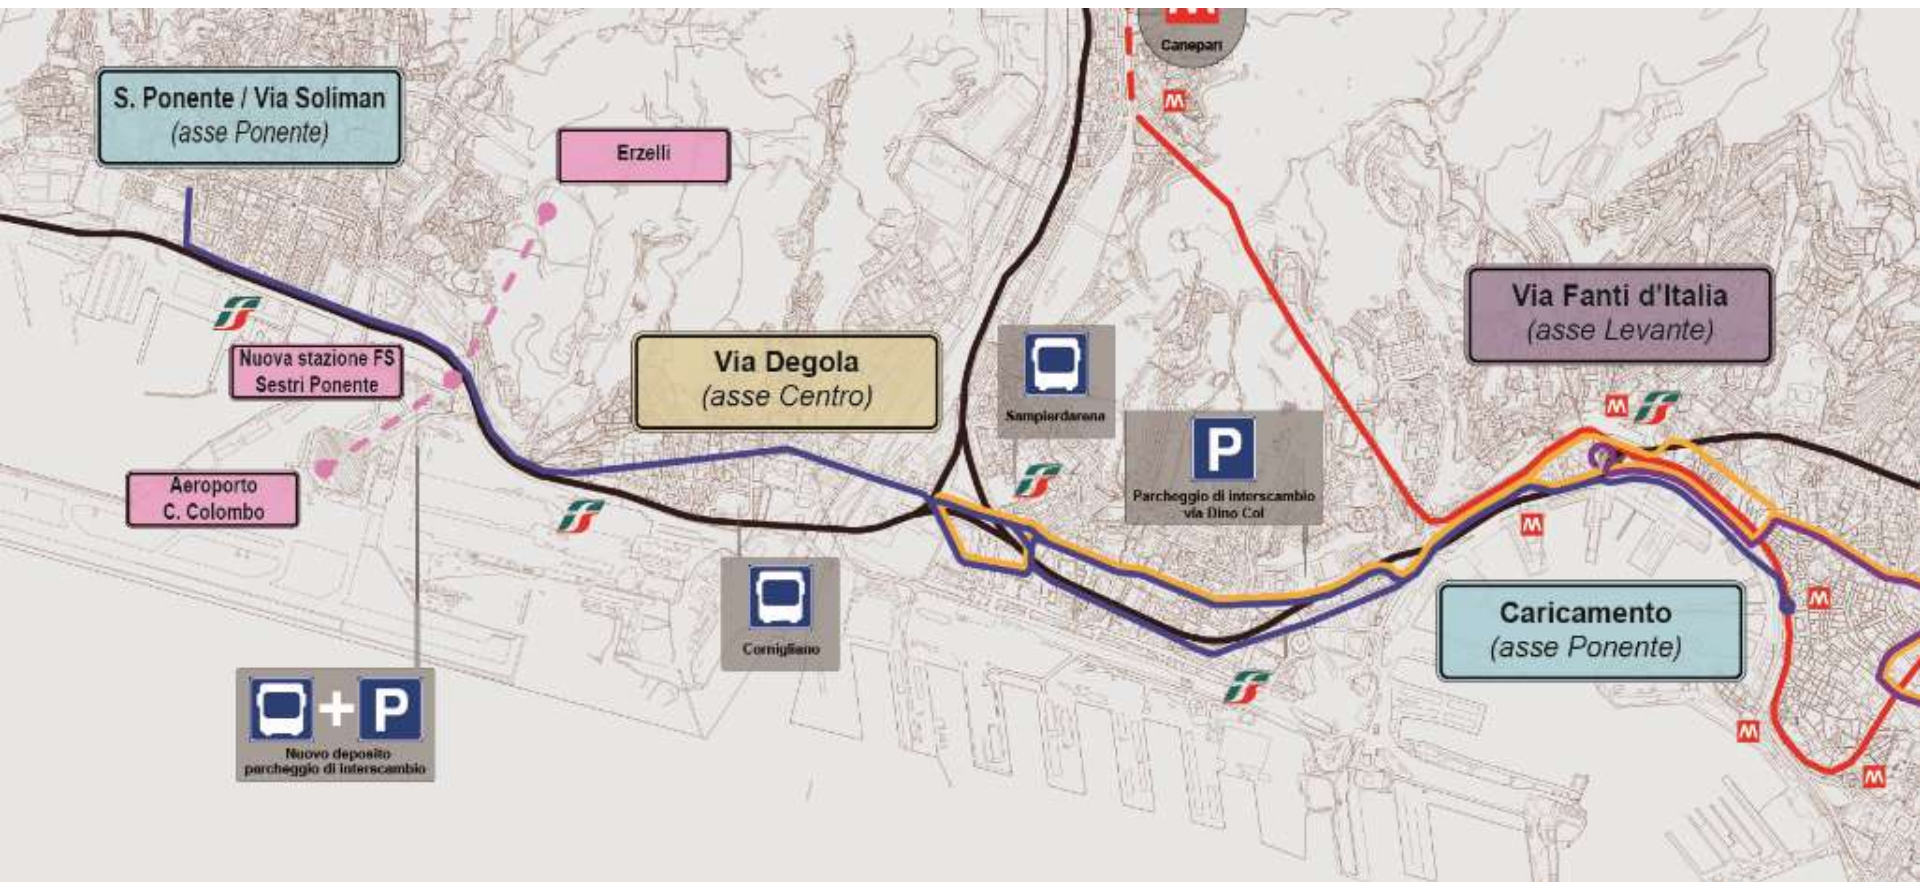 Canepari
S. Ponente / Via Soliman
(asse Ponente)
Erzelli
Via Fanti d'Italia
(asse Levante)
Nuova stazione FS
Sestri Ponente
Via Degola
(asse Centro)
Sampierdarena
P
Parcheggio di interscambio
via Dino Col
Aeroporto
C. Colombo
Cornigliano
Caricamento
(asse Ponente)
+ P
Nuovo deposito
parcheggio di interscambio
M
M
M
M
M
M